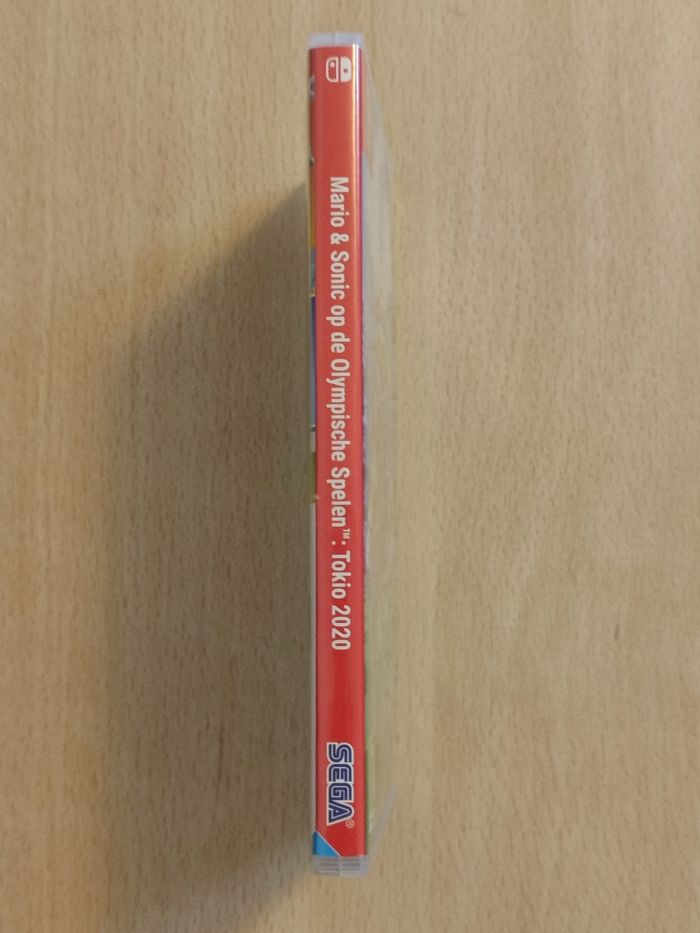 Mario & Sonic op de Olympische Spelen™: Tokio 2020
SEGA®